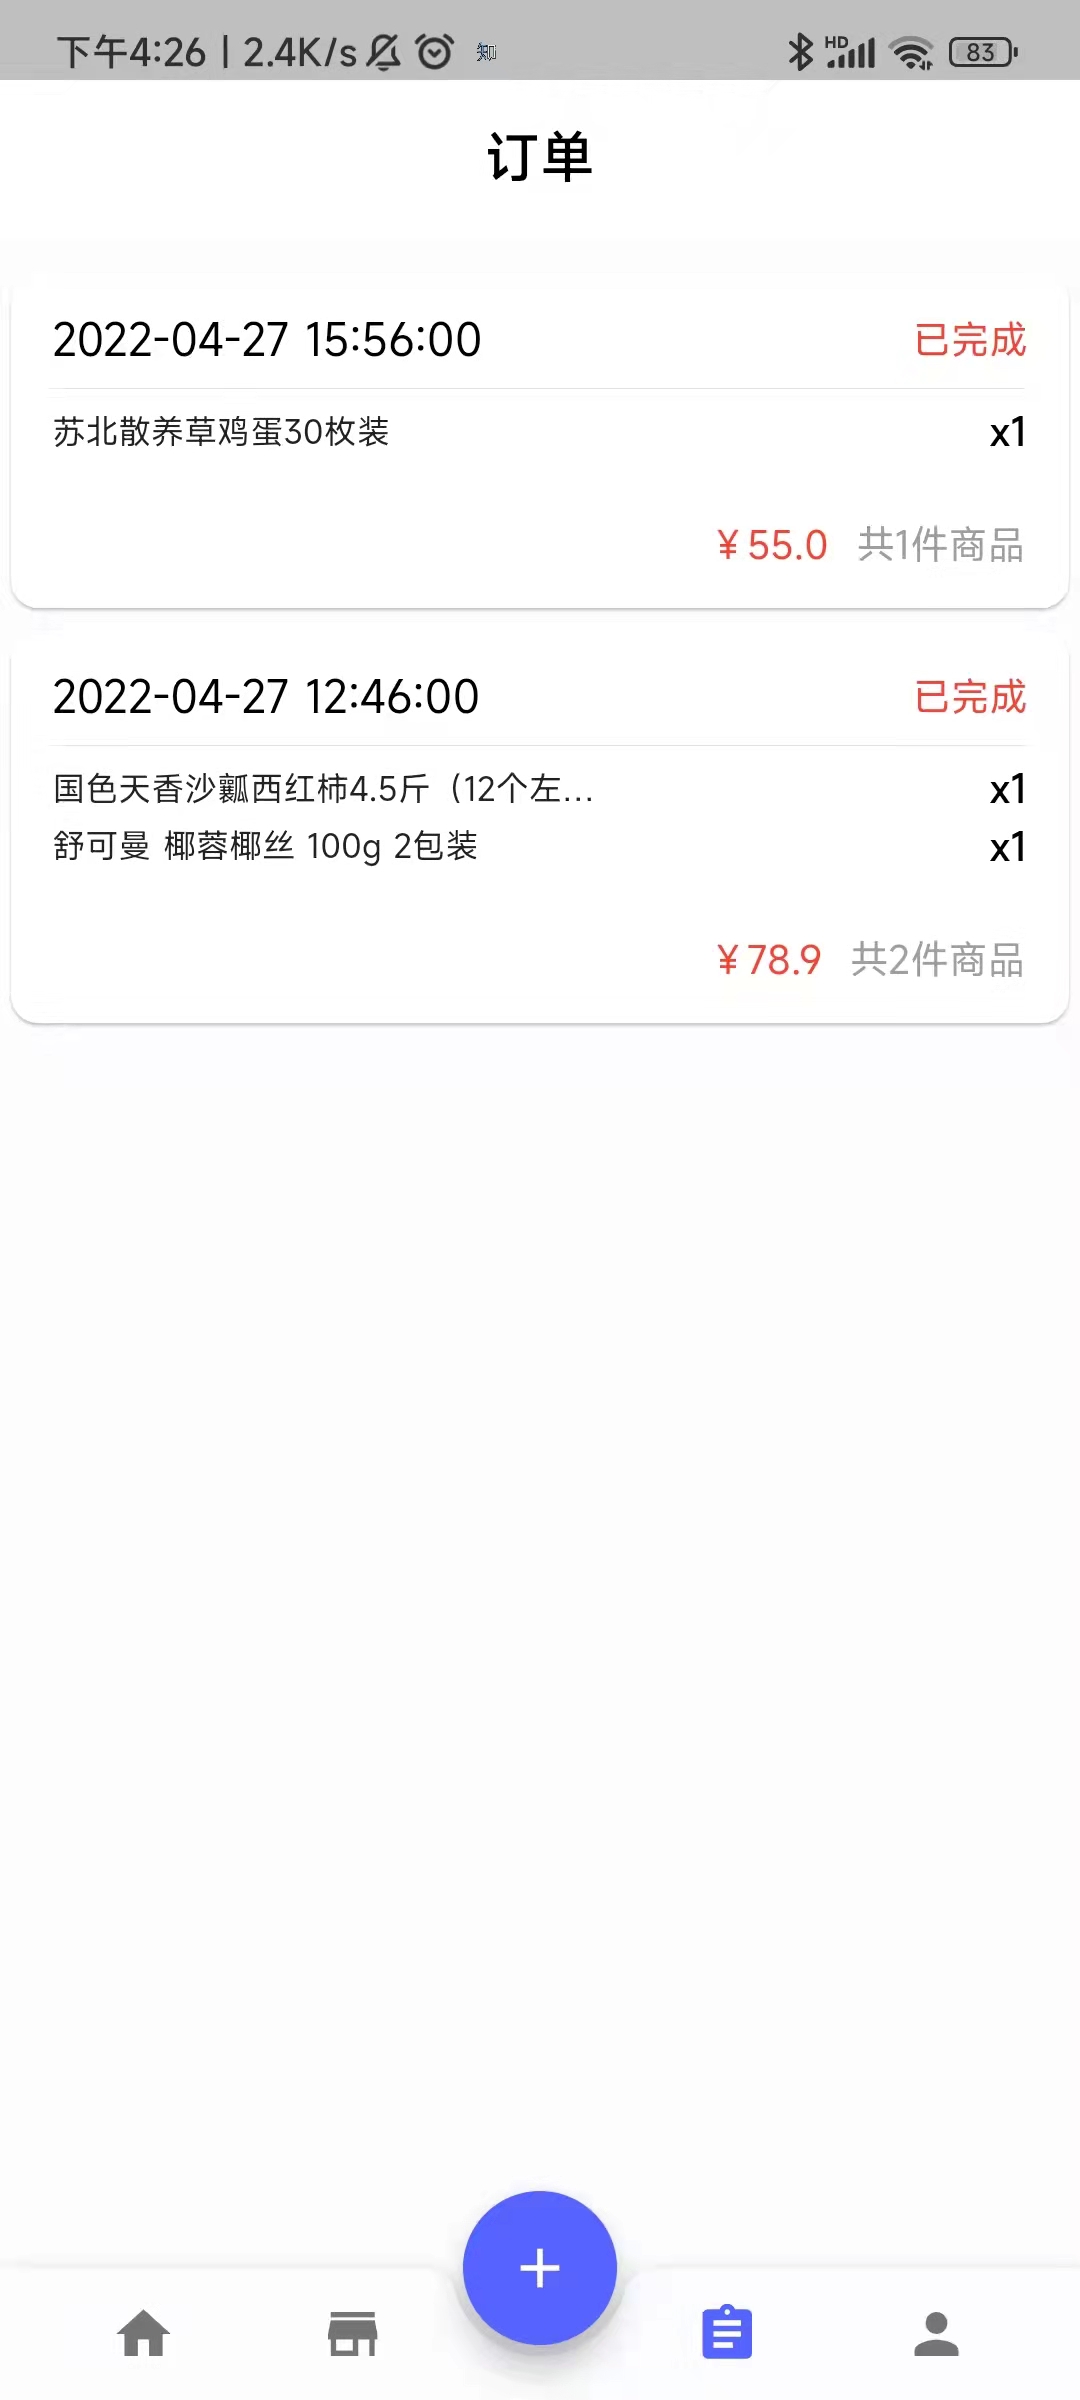 下午4:26 | 2.4K/s 知 HD 83
订单
2022-04-27 15:56:00 已完成
苏北散养草鸡蛋30枚装 x1
¥55.0 共1件商品
2022-04-27 12:46:00 已完成
国色天香沙瓤西红柿4.5斤（12个左... x1
舒可曼 椰蓉椰丝 100g 2包装 x1
¥78.9 共2件商品